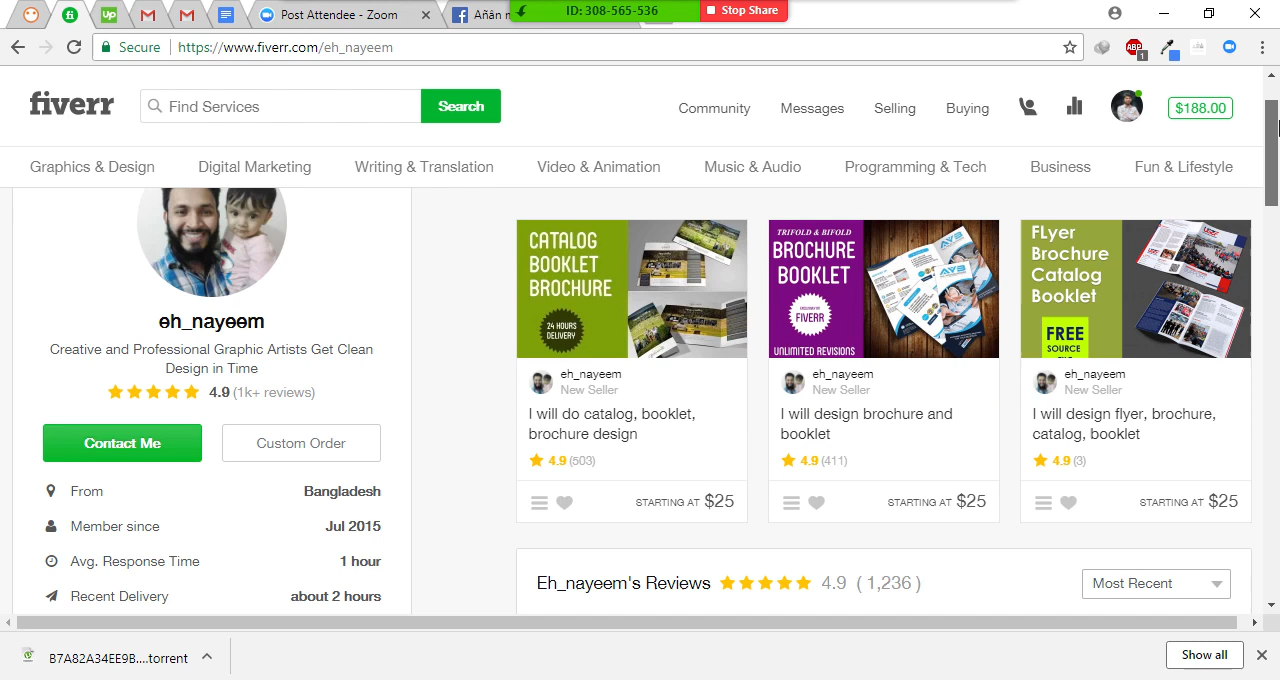 Post Attendee - Zoom
Añân
ID: 308-565-536
Stop Share
Secure
https://www.fiverr.com/eh_nayeem
ABP
1
fiverr
Find Services
Search
Community
Messages
Selling
Buying
$188.00
Graphics & Design
Digital Marketing
Writing & Translation
Video & Animation
Music & Audio
Programming & Tech
Business
Fun & Lifestyle
eh_nayeem
Creative and Professional Graphic Artists Get Clean
Design in Time
4.9 (1k+ reviews)
Contact Me
Custom Order
From Bangladesh
Member since Jul 2015
Avg. Response Time 1 hour
Recent Delivery about 2 hours
CATALOG
BOOKLET
BROCHURE
24 HOURS
DELIVERY
eh_nayeem
New Seller
I will do catalog, booklet,
brochure design
4.9 (503)
STARTING AT $25
TRIFOLD & BIFOLD
BROCHURE
BOOKLET
FIVERR
UNLIMITED REVISIONS
eh_nayeem
New Seller
I will design brochure and
booklet
4.9 (411)
STARTING AT $25
FLyer
Brochure
Catalog
Booklet
FREE
SOURCE
eh_nayeem
New Seller
I will design flyer, brochure,
catalog, booklet
4.9 (3)
STARTING AT $25
Eh_nayeem's Reviews 4.9 ( 1,236 )
Most Recent
B7A82A34EE9B....torrent
Show all